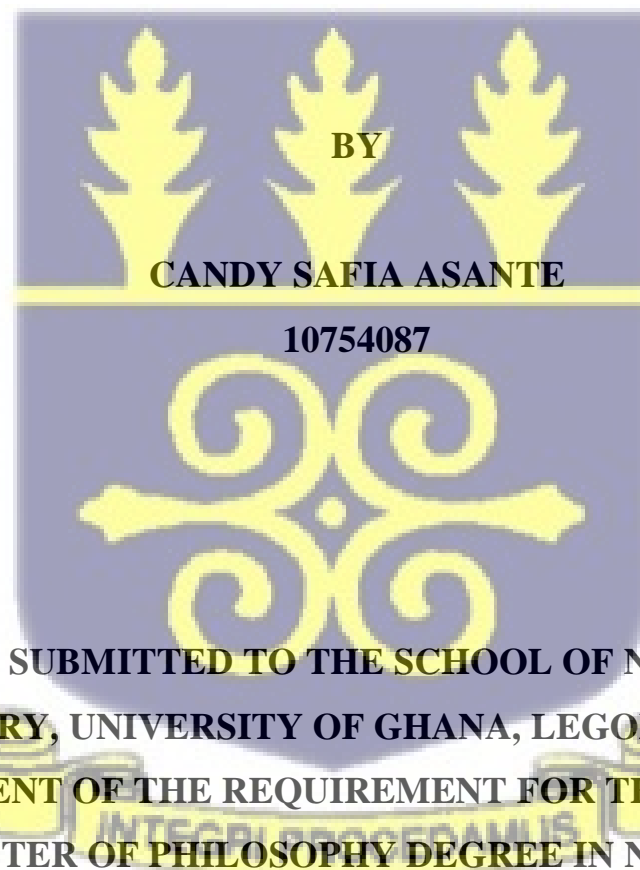 BY
CANDY SAFIA ASANTE
10754087
SUBMITTED TO THE SCHOOL OF N
RY, UNIVERSITY OF GHANA, LEGO
ENT OF THE REQUIREMENT FOR T
INTEGRI PROCEDAMUS
TER OF PHILOSOPHY DEGREE IN N